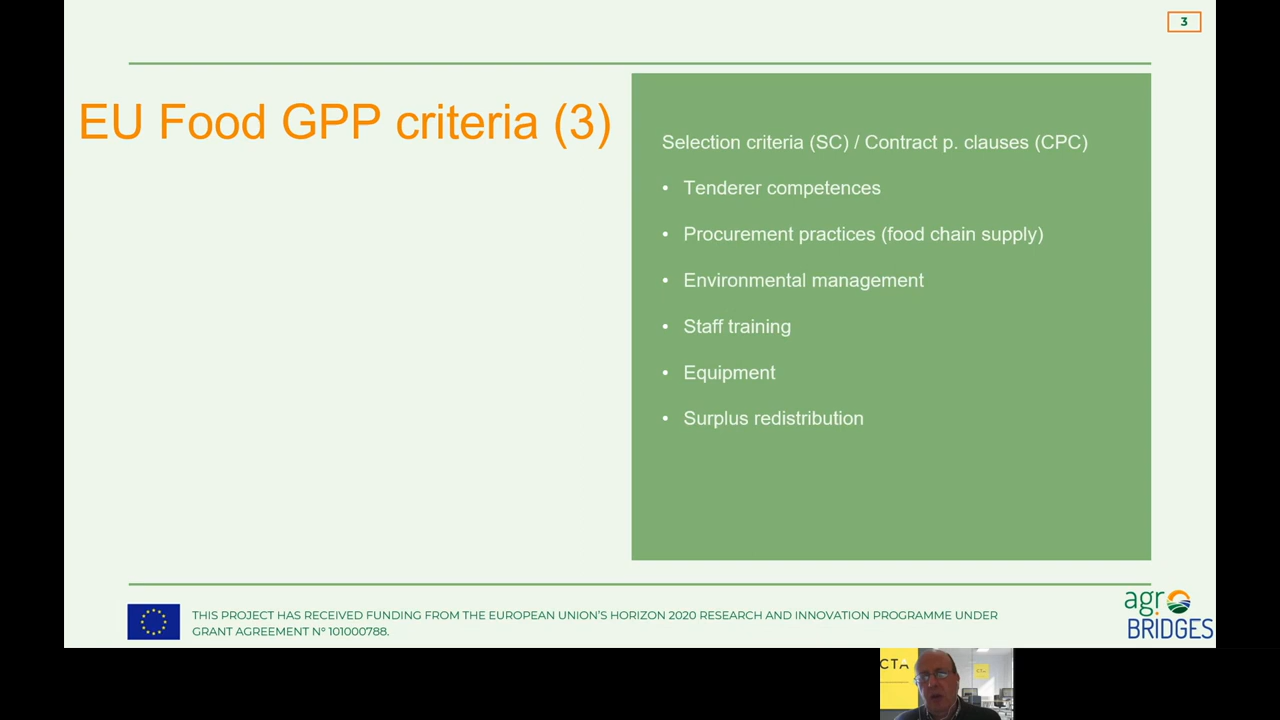 3
EU Food GPP criteria (3)
Selection criteria (SC) / Contract p. clauses (CPC)
• Tenderer competences
• Procurement practices (food chain supply)
• Environmental management
• Staff training
• Equipment
• Surplus redistribution
THIS PROJECT HAS RECEIVED FUNDING FROM THE EUROPEAN UNION'S HORIZON 2020 RESEARCH AND INNOVATION PROGRAMME UNDER
GRANT AGREEMENT Nº 101000788.
agro
BRIDGES
CTA